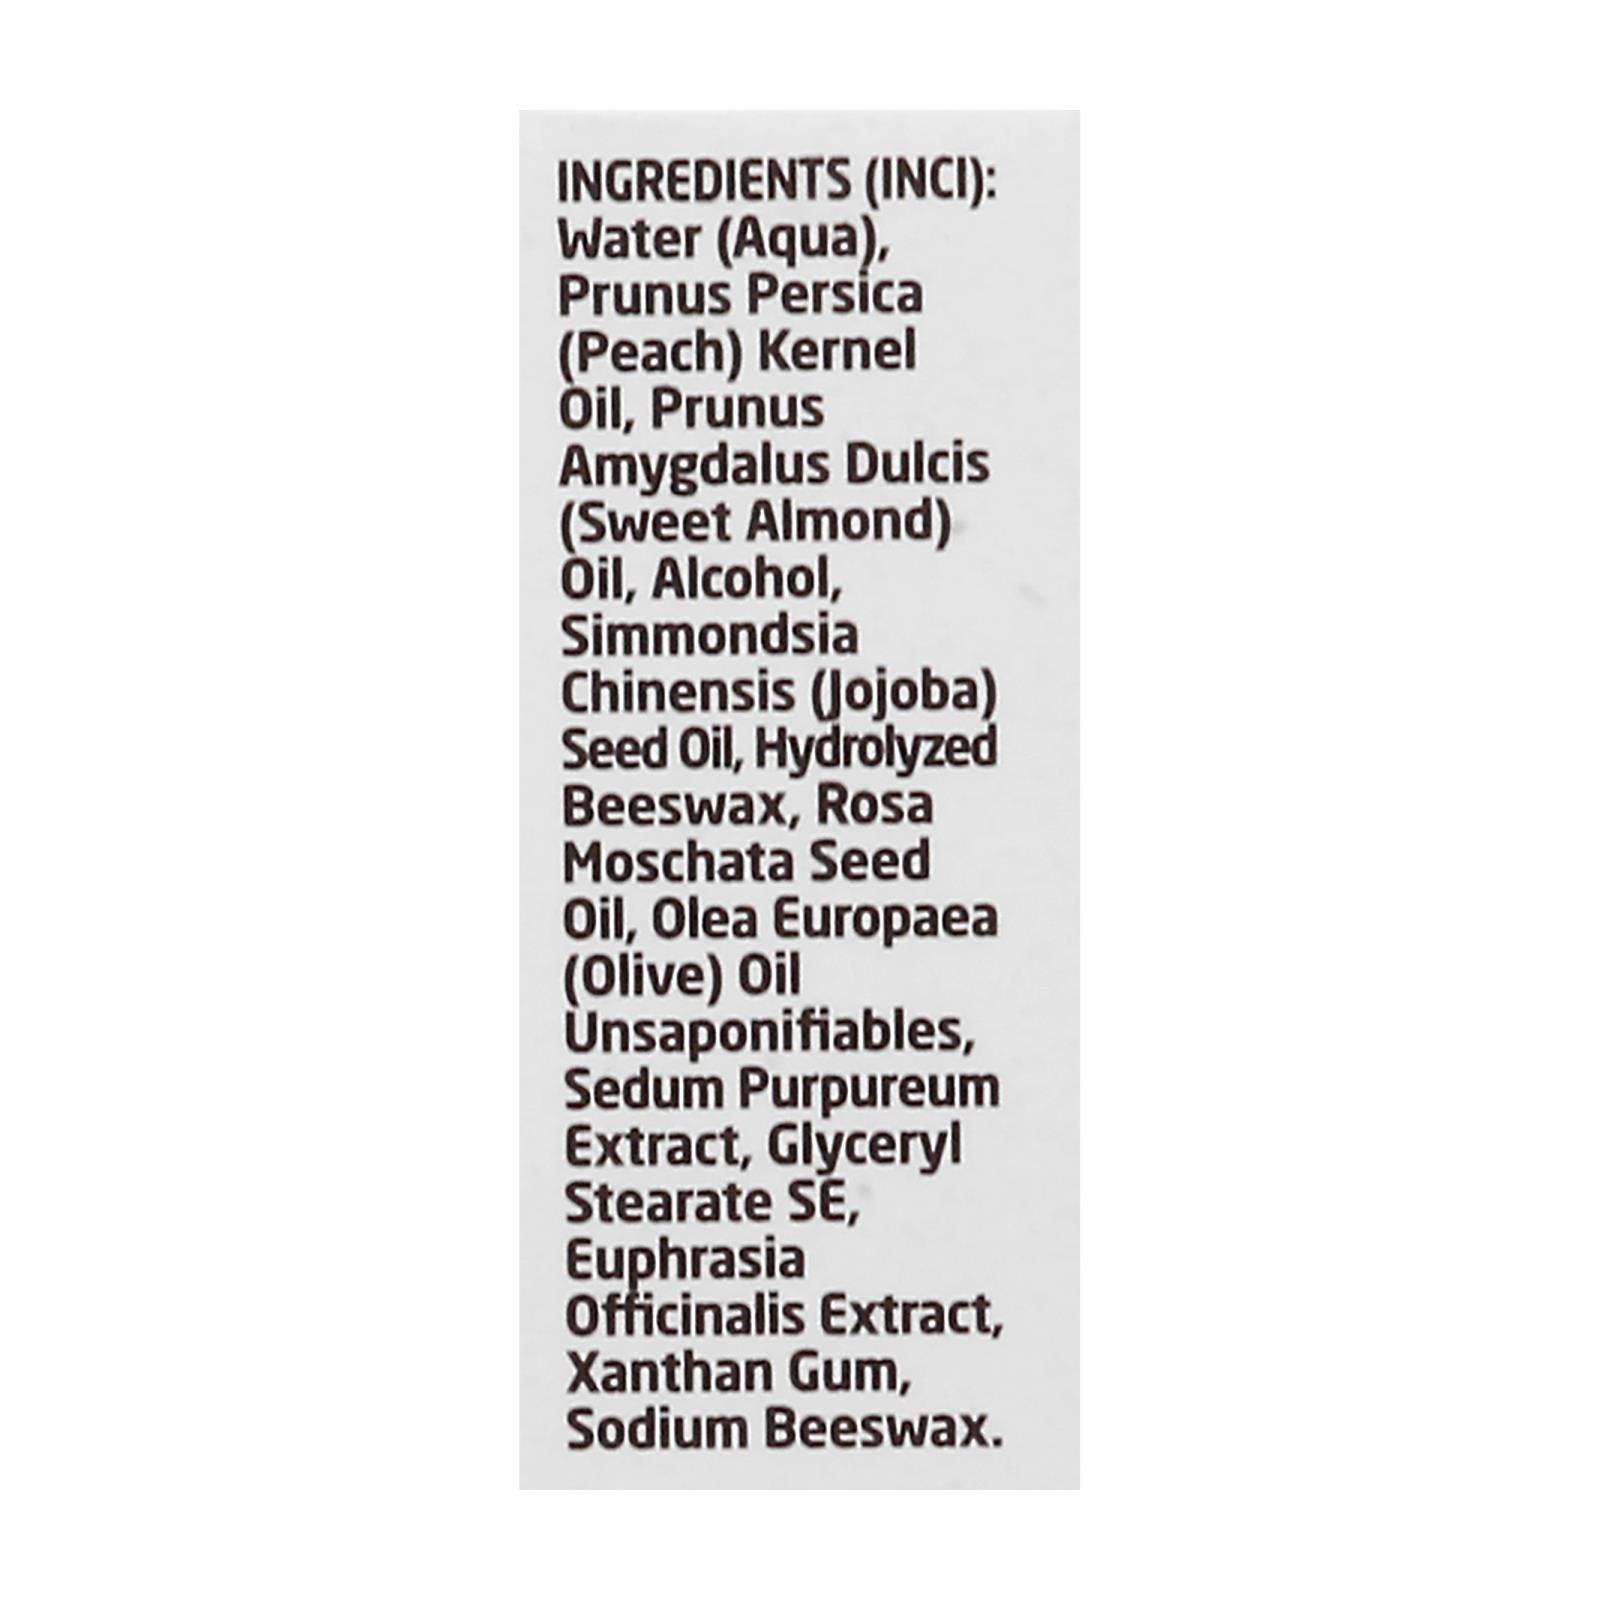 INGREDIENTS (INCI):
Water (Aqua),
Prunus Persica
(Peach) Kernel
Oil, Prunus
Amygdalus Dulcis
(Sweet Almond)
Oil, Alcohol,
Simmondsia
Chinensis (Jojoba)
Seed Oil, Hydrolyzed
Beeswax, Rosa
Moschata Seed
Oil, Olea Europaea
(Olive) Oil
Unsaponifiables,
Sedum Purpureum
Extract, Glyceryl
Stearate SE,
Euphrasia
Officinalis Extract,
Xanthan Gum,
Sodium Beeswax.